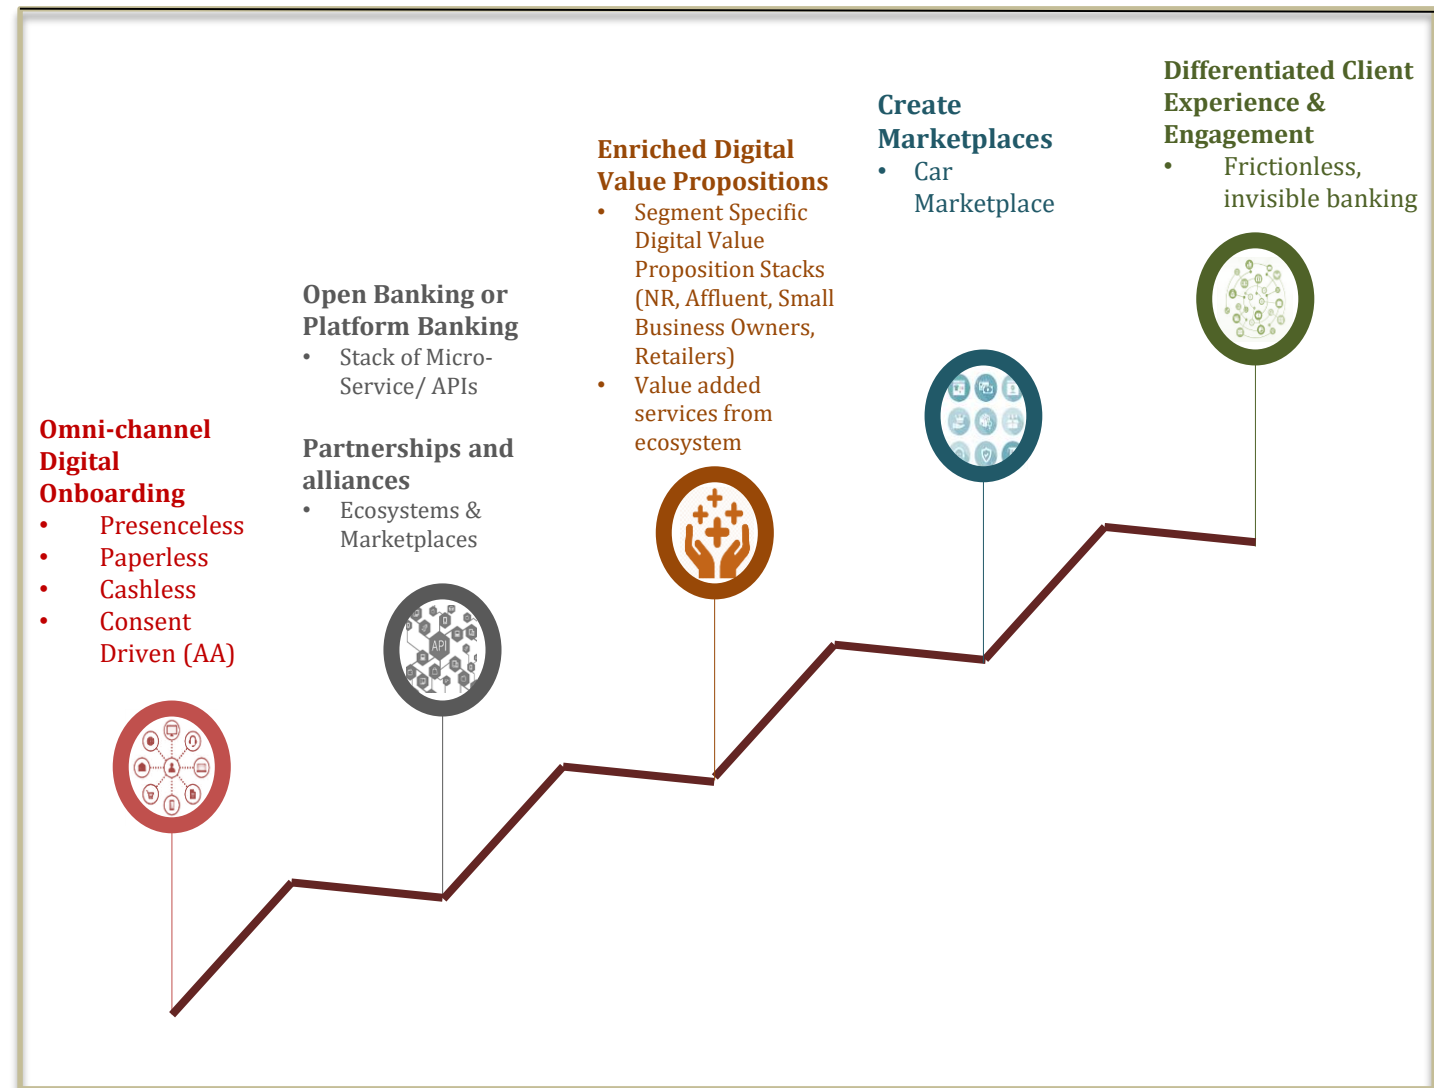 Omni-channel
Digital
Onboarding
• Presenceless
• Paperless
• Cashless
• Consent
Driven (AA)
Open Banking or
Platform Banking
• Stack of Micro-
Service/ APIs
Partnerships and
alliances
• Ecosystems &
Marketplaces
API
Enriched Digital
Value Propositions
• Segment Specific
Digital Value
Proposition Stacks
(NR, Affluent, Small
Business Owners,
Retailers)
• Value added
services from
ecosystem
Create
Marketplaces
• Car
Marketplace
Differentiated Client
Experience &
Engagement
• Frictionless,
invisible banking